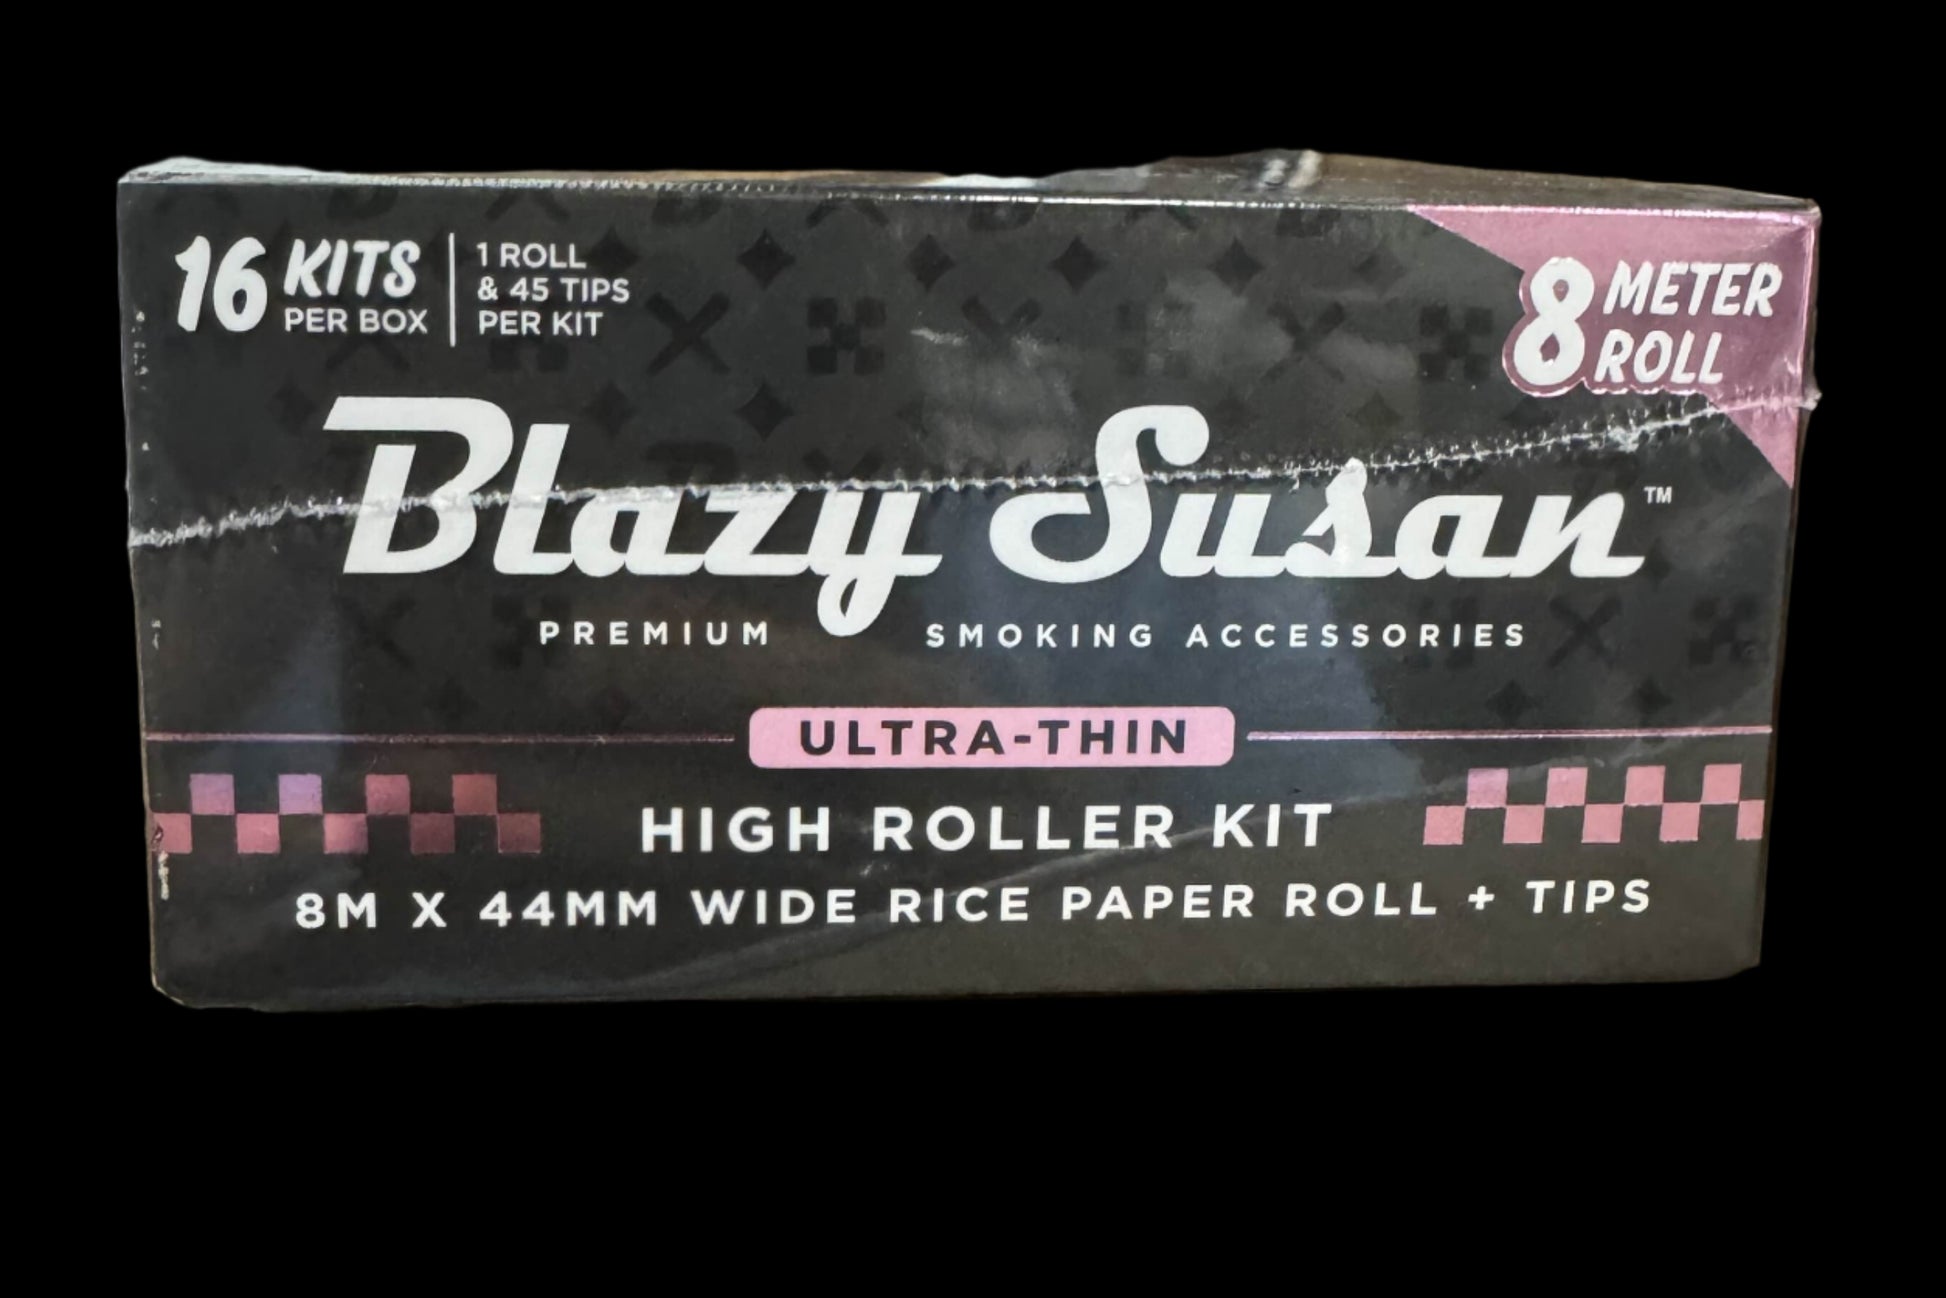 16 KITS
PER BOX
1 ROLL
& 45 TIPS
PER KIT
8 METER
ROLL
Blazy Susan™
PREMIUM SMOKING ACCESSORIES
ULTRA-THIN
HIGH ROLLER KIT
8M X 44MM WIDE RICE PAPER ROLL + TIPS